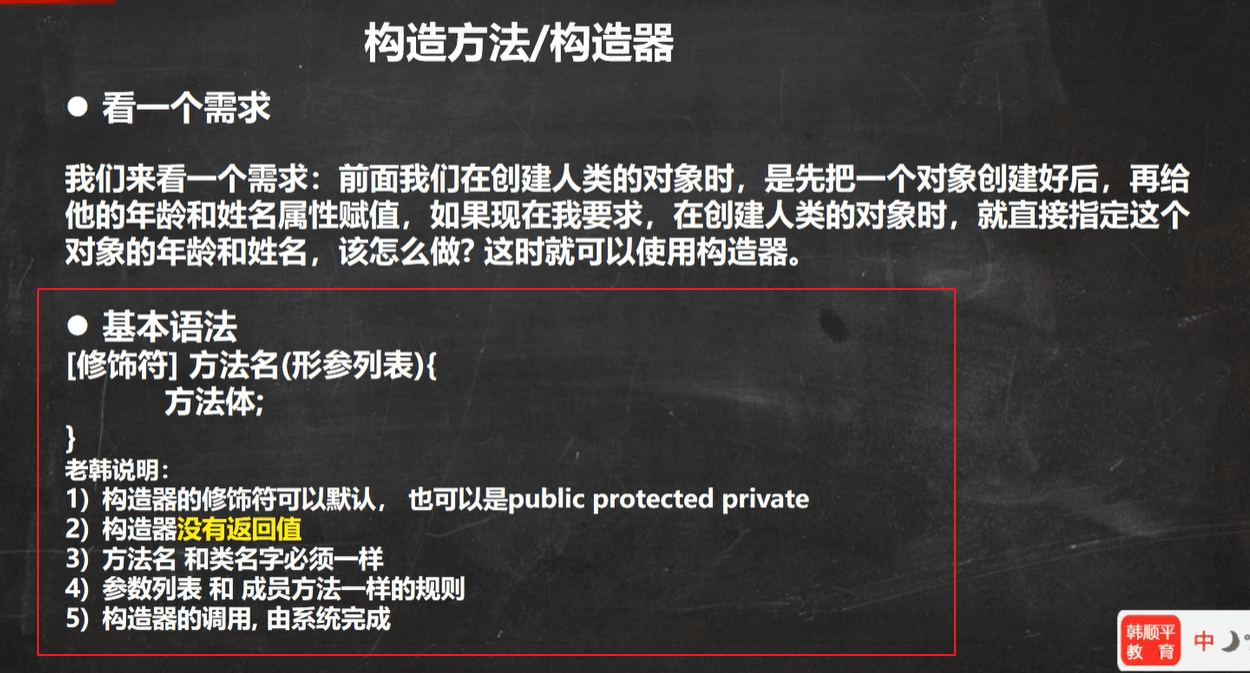 构造方法/构造器
● 看一个需求
我们来看一个需求：前面我们在创建人类的对象时，是先把一个对象创建好后，再给
他的年龄和姓名属性赋值，如果现在我要求，在创建人类的对象时，就直接指定这个
对象的年龄和姓名，该怎么做? 这时就可以使用构造器。
● 基本语法
[修饰符] 方法名(形参列表){
方法体;
}
老韩说明：
1) 构造器的修饰符可以默认， 也可以是public protected private
2) 构造器没有返回值
3) 方法名 和类名字必须一样
4) 参数列表 和 成员方法一样的规则
5) 构造器的调用, 由系统完成
韩顺平
教 育
中